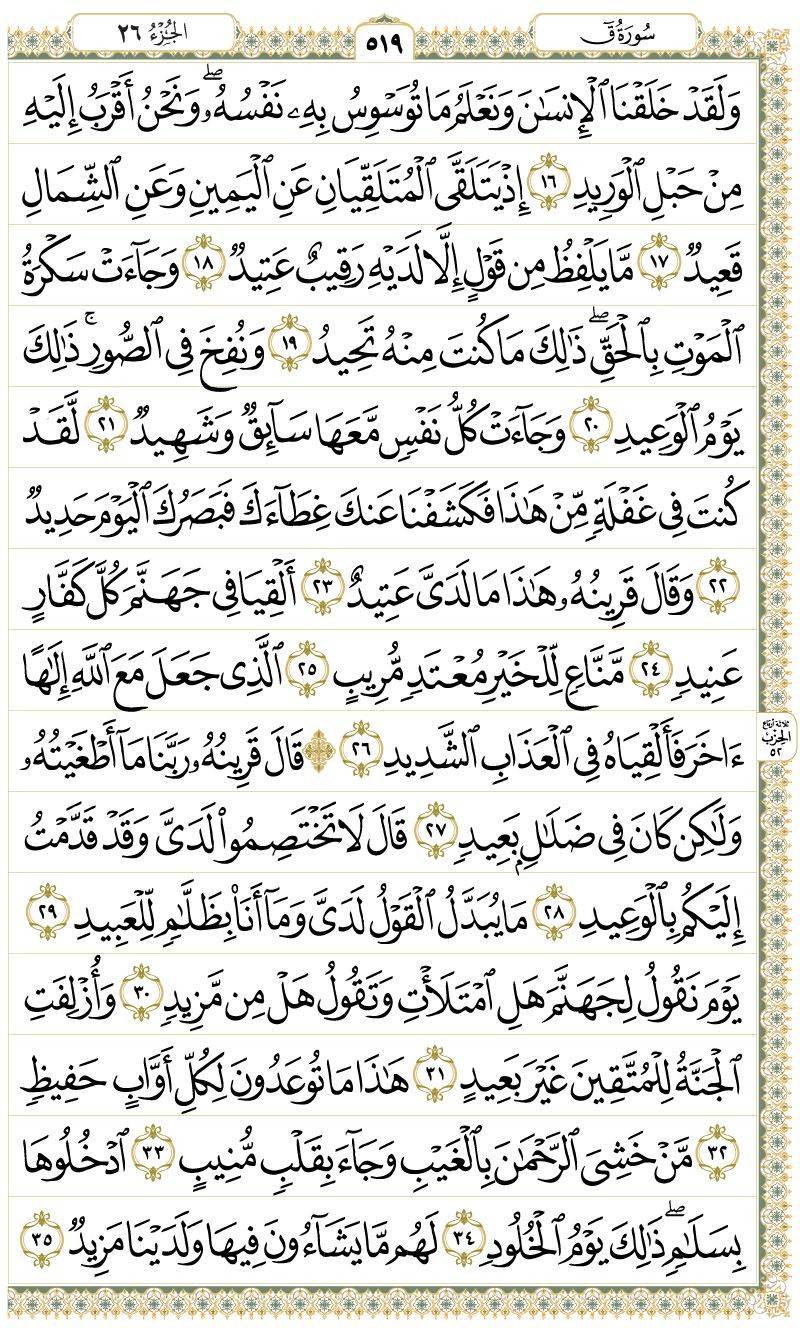 الجُزْءُ ٢٦
٥١٩
سُورَةُ قٓ
وَلَقَدۡ خَلَقۡنَا ٱلۡإِنسَٰنَ وَنَعۡلَمُ مَا تُوَسۡوِسُ بِهِۦ نَفۡسُهُۥۖ وَنَحۡنُ أَقۡرَبُ إِلَيۡهِ
مِنۡ حَبۡلِ ٱلۡوَرِيدِ ١٦ إِذۡ يَتَلَقَّى ٱلۡمُتَلَقِّيَانِ عَنِ ٱلۡيَمِينِ وَعَنِ ٱلشِّمَالِ
قَعِيدٞ ١٧ مَّا يَلۡفِظُ مِن قَوۡلٍ إِلَّا لَدَيۡهِ رَقِيبٌ عَتِيدٞ ١٨ وَجَآءَتۡ سَكۡرَةُ
ٱلۡمَوۡتِ بِٱلۡحَقِّۖ ذَٰلِكَ مَا كُنتَ مِنۡهُ تَحِيدُ ١٩ وَنُفِخَ فِي ٱلصُّورِۚ ذَٰلِكَ
يَوۡمُ ٱلۡوَعِيدِ ٢٠ وَجَآءَتۡ كُلُّ نَفۡسٖ مَّعَهَا سَآئِقٞ وَشَهِيدٞ ٢١ لَّقَدۡ
كُنتَ فِي غَفۡلَةٖ مِّنۡ هَٰذَا فَكَشَفۡنَا عَنكَ غِطَآءَكَ فَبَصَرُكَ ٱلۡيَوۡمَ حَدِيدٞ
٢٢ وَقَالَ قَرِينُهُۥ هَٰذَا مَا لَدَيَّ عَتِيدٌ ٢٣ أَلۡقِيَا فِي جَهَنَّمَ كُلَّ كَفَّارٍ
عَنِيدٖ ٢٤ مَّنَّاعٖ لِّلۡخَيۡرِ مُعۡتَدٖ مُّرِيبٍ ٢٥ ٱلَّذِي جَعَلَ مَعَ ٱللَّهِ إِلَٰهًا
ءَاخَرَ فَأَلۡقِيَاهُ فِي ٱلۡعَذَابِ ٱلشَّدِيدِ ٢٦ ۞ قَالَ قَرِينُهُۥ رَبَّنَا مَآ أَطۡغَيۡتُهُۥ
ثلاثة أرباع
الحزب
٥٢
وَلَٰكِن كَانَ فِي ضَلَٰلِۭ بَعِيدٖ ٢٧ قَالَ لَا تَخۡتَصِمُواْ لَدَيَّ وَقَدۡ قَدَّمۡتُ
إِلَيۡكُم بِٱلۡوَعِيدِ ٢٨ مَا يُبَدَّلُ ٱلۡقَوۡلُ لَدَيَّ وَمَآ أَنَا۠ بِظَلَّٰمٖ لِّلۡعَبِيدِ ٢٩
يَوۡمَ نَقُولُ لِجَهَنَّمَ هَلِ ٱمۡتَلَأۡتِ وَتَقُولُ هَلۡ مِن مَّزِيدٖ ٣٠ وَأُزۡلِفَتِ
ٱلۡجَنَّةُ لِلۡمُتَّقِينَ غَيۡرَ بَعِيدٍ ٣١ هَٰذَا مَا تُوعَدُونَ لِكُلِّ أَوَّابٍ حَفِيظٖ
٣٢ مَّنۡ خَشِيَ ٱلرَّحۡمَٰنَ بِٱلۡغَيۡبِ وَجَآءَ بِقَلۡبٖ مُّنِيبٍ ٣٣ ٱدۡخُلُوهَا
بِسَلَٰمٖۖ ذَٰلِكَ يَوۡمُ ٱلۡخُلُودِ ٣٤ لَهُم مَّا يَشَآءُونَ فِيهَا وَلَدَيۡنَا مَزِيدٞ ٣٥